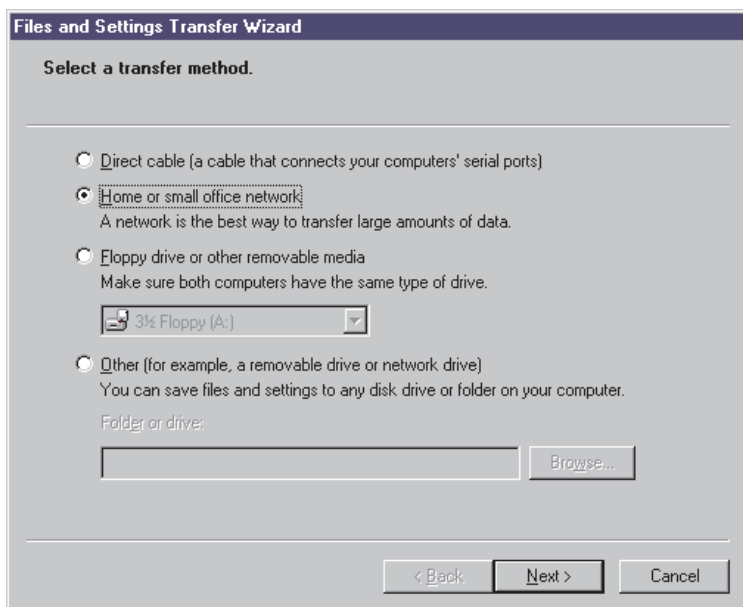 Files and Settings Transfer Wizard
Select a transfer method.
Direct cable (a cable that connects your computers' serial ports)
Home or small office network
A network is the best way to transfer large amounts of data.
Floppy drive or other removable media
Make sure both computers have the same type of drive.
3½ Floppy (A:)
Other (for example, a removable drive or network drive)
You can save files and settings to any disk drive or folder on your computer.
Folder or drive:
Browse...
< Back Next > Cancel